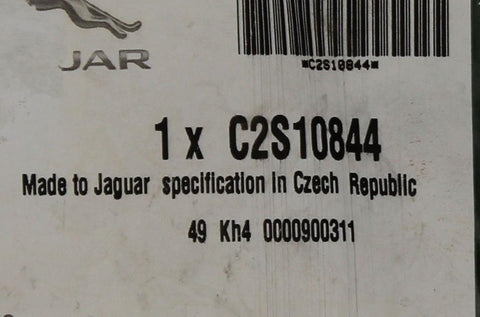 JAR
*C2S10844*
1 x C2S10844
Made to Jaguar specification in Czech Republic
49 Kh4 0000900311